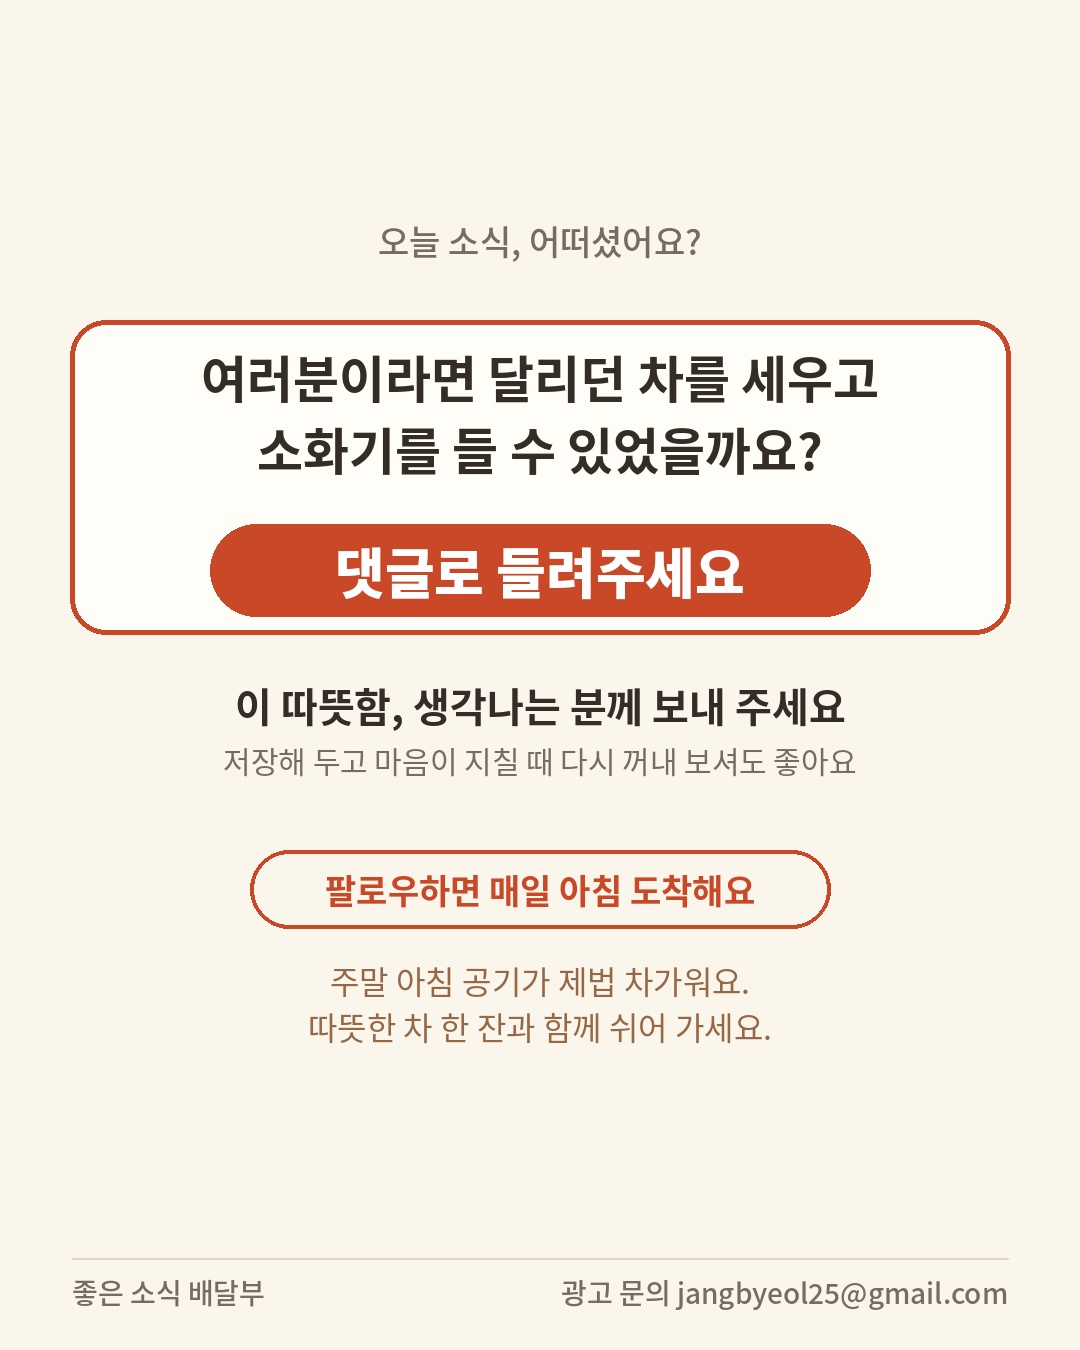 오늘 소식, 어떠셨어요?
여러분이라면 달리던 차를 세우고
소화기를 들 수 있었을까요?
댓글로 들려주세요
이 따뜻함, 생각나는 분께 보내 주세요
저장해 두고 마음이 지칠 때 다시 꺼내 보셔도 좋아요
팔로우하면 매일 아침 도착해요
주말 아침 공기가 제법 차가워요.
따뜻한 차 한 잔과 함께 쉬어 가세요.
좋은 소식 배달부
광고 문의 jangbyeol25@gmail.com